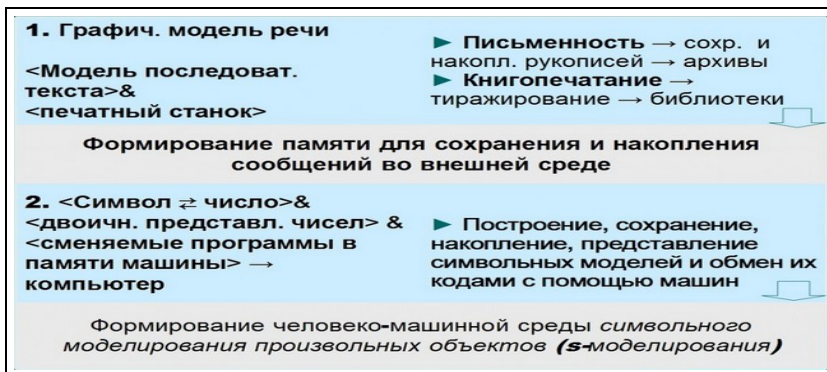 1. Графич. модель речи
<Модель последоват.
текста>&
<печатный станок>
► Письменность → сохр. и
накопл. рукописей → архивы
► Книгопечатание →
тиражирование → библиотеки
Формирование памяти для сохранения и накопления
сообщений во внешней среде
2. <Символ ⇄ число>&
<двоичн. представл. чисел> &
<сменяемые программы в
памяти машины> →
компьютер
► Построение, сохранение,
накопление, представление
символьных моделей и обмен их
кодами с помощью машин
Формирование человеко-машинной среды символьного
моделирования произвольных объектов (s-моделирования)